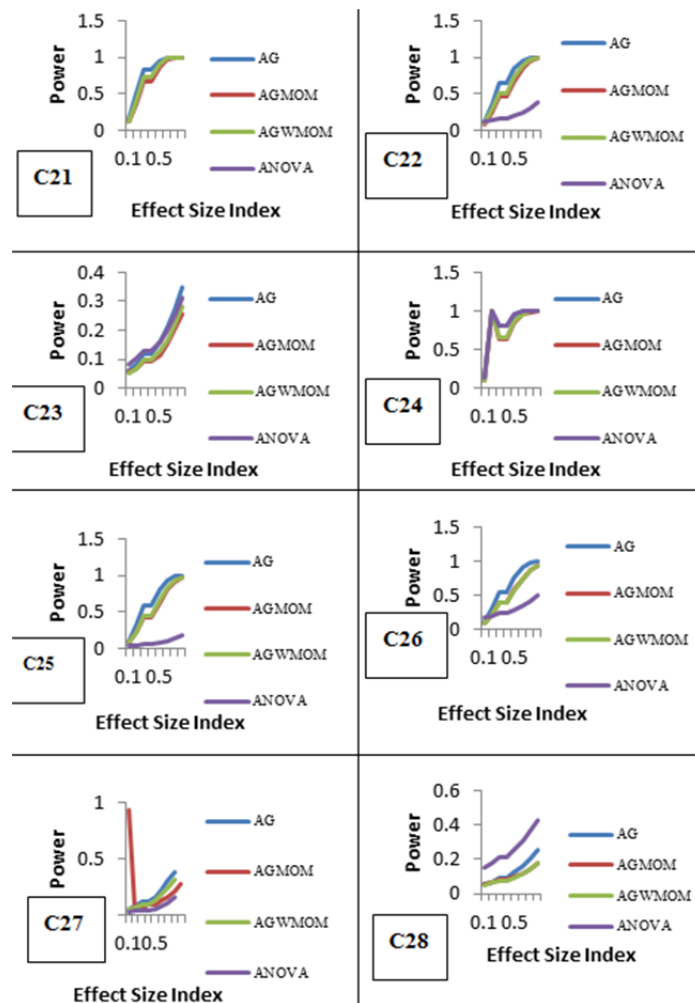 1.5
1
0.5
0
Power
0.1 0.5
Effect Size Index
AG
AGMOM
AGWMOM
ANOVA
C21
1.5
1
0.5
0
Power
0.1 0.5
Effect Size Index
AG
AGMOM
AGWMOM
ANOVA
C22
0.4
0.3
0.2
0.1
0
Power
0.1 0.5
Effect Size Index
AG
AGMOM
AGWMOM
ANOVA
C23
1.5
1
0.5
0
Power
0.1 0.5
Effect Size Index
AG
AGMOM
AGWMOM
ANOVA
C24
1.5
1
0.5
0
Power
0.1 0.5
Effect Size Index
AG
AGMOM
AGWMOM
ANOVA
C25
1.5
1
0.5
0
Power
0.1 0.5
Effect Size Index
AG
AGMOM
AGWMOM
ANOVA
C26
1
0.5
Power
0.10.5
Effect Size Index
AG
AGMOM
AGWMOM
ANOVA
C27
0.6
0.4
0.2
0
Power
0.1 0.5
Effect Size Index
AG
AGMOM
AGWMOM
ANOVA
C28